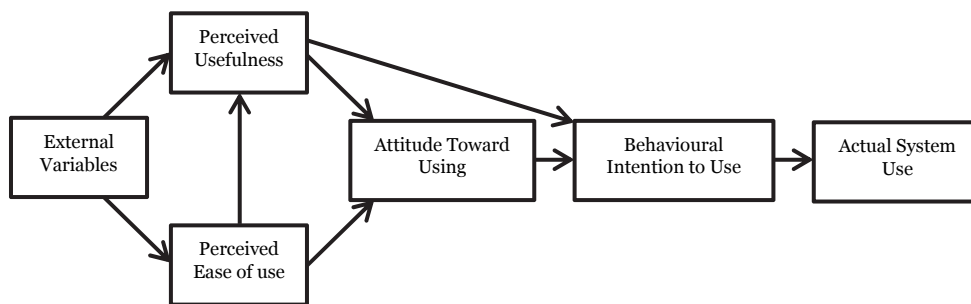 Perceived
Usefulness
External
Variables
Attitude Toward
Using
Behavioural
Intention to Use
Actual System
Use
Perceived
Ease of use